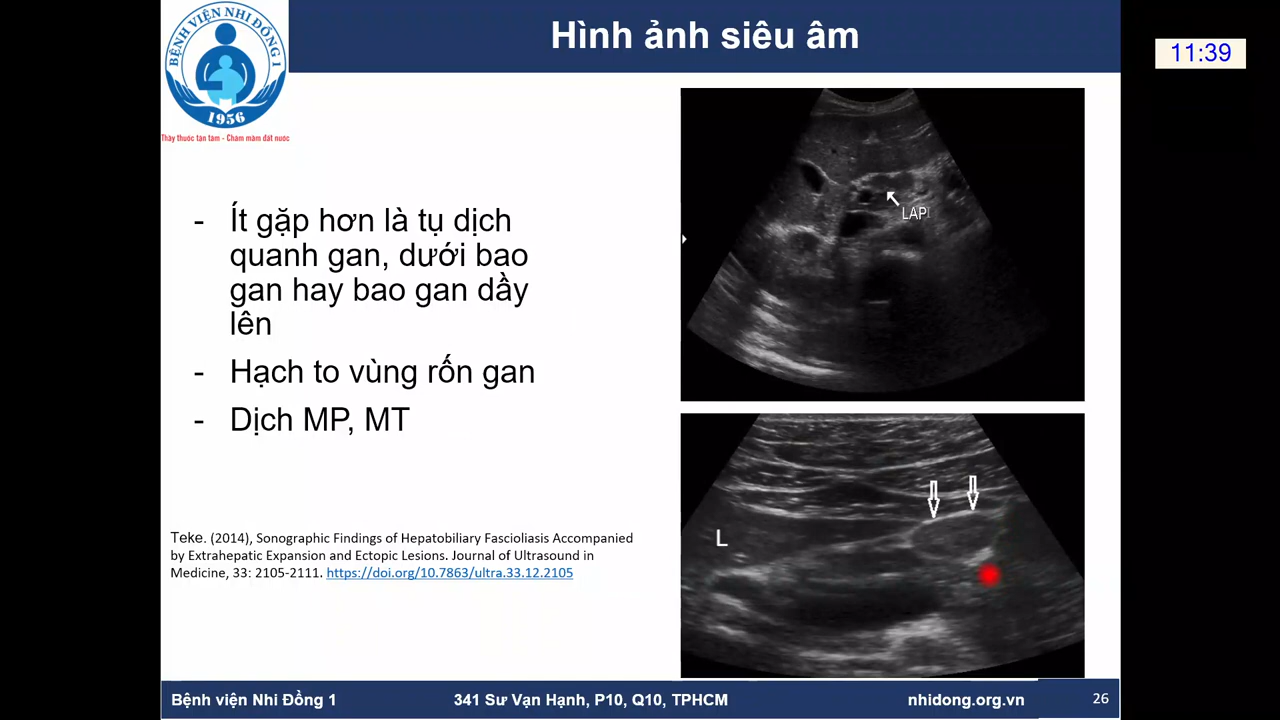 BỆNH VIỆN NHI ĐỒNG 1
1956
Thầy thuốc tận tâm - Chăm mầm đất nước
Hình ảnh siêu âm
11:39
- Ít gặp hơn là tụ dịch
quanh gan, dưới bao
gan hay bao gan dầy
lên
- Hạch to vùng rốn gan
- Dịch MP, MT
LAP
L
Teke. (2014), Sonographic Findings of Hepatobiliary Fascioliasis Accompanied
by Extrahepatic Expansion and Ectopic Lesions. Journal of Ultrasound in
Medicine, 33: 2105-2111. https://doi.org/10.7863/ultra.33.12.2105
Bệnh viện Nhi Đồng 1
341 Sư Vạn Hạnh, P10, Q10, TPHCM
nhidong.org.vn
26